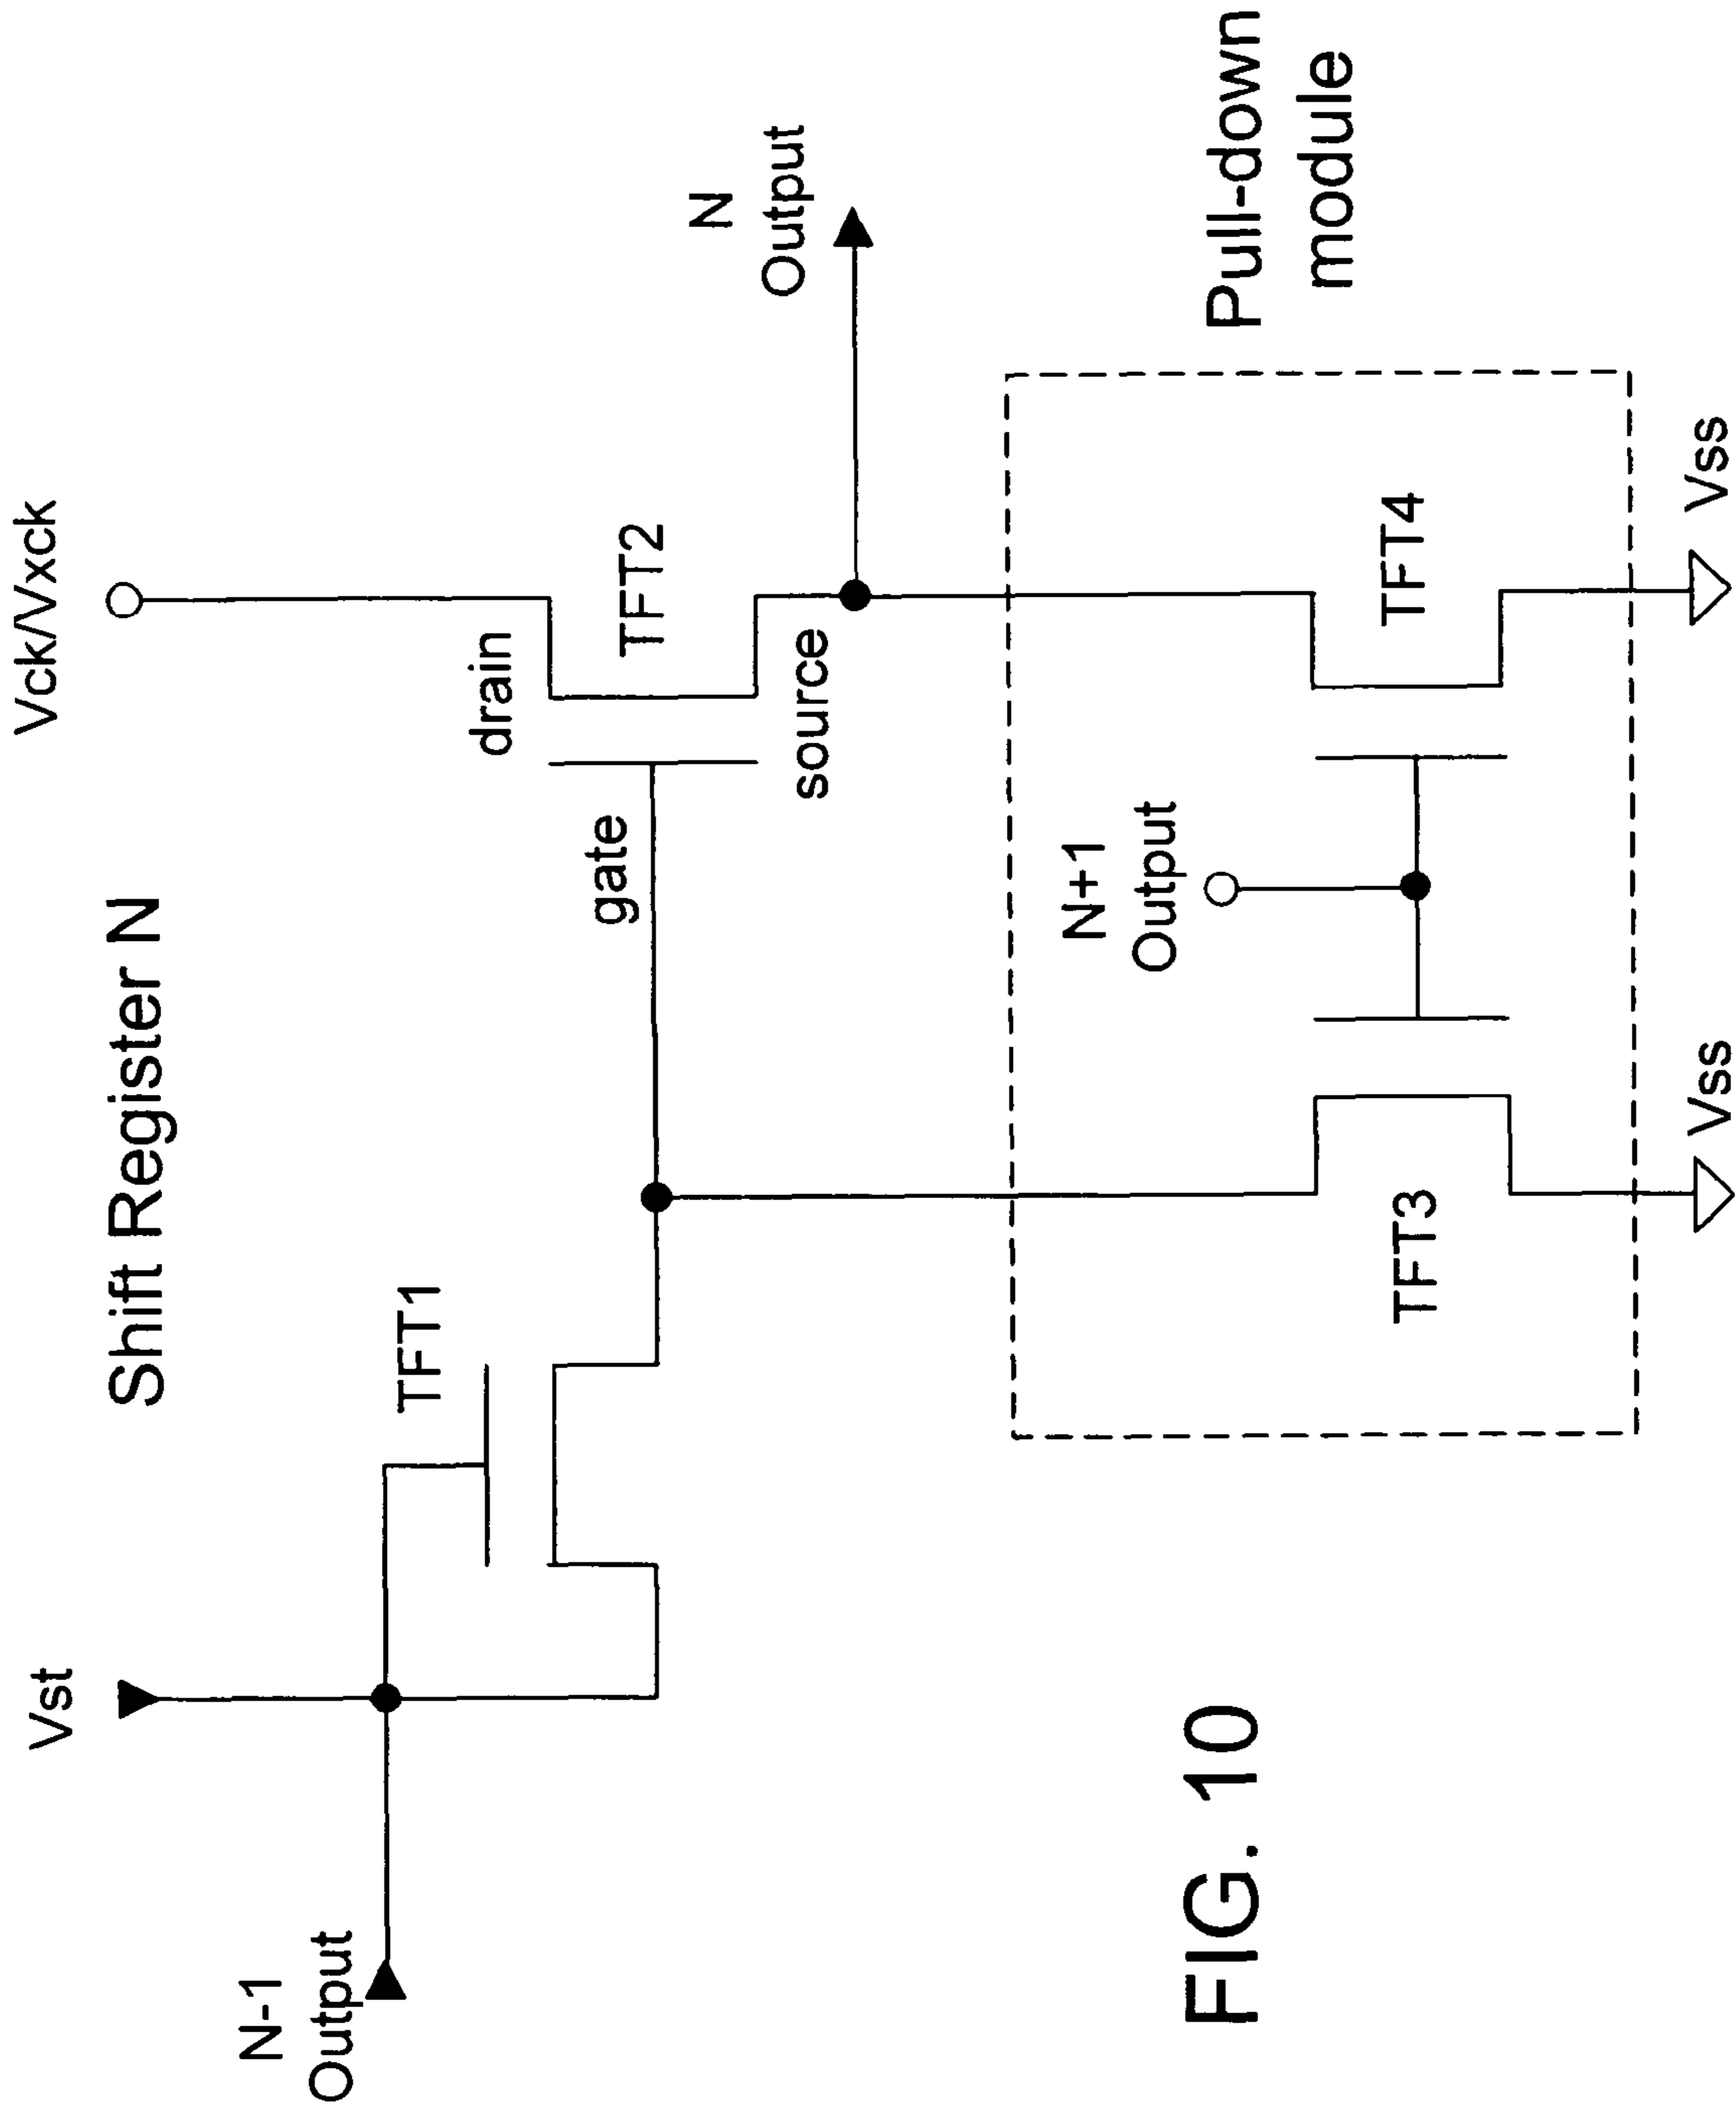 Shift Register N
Vst
Vck/Vxck
N-1
Output
TFT1
drain
gate
TFT2
source
N
Output
N+1
Output
Pull-down
module
TFT3
TFT4
Vss
Vss
FIG. 10